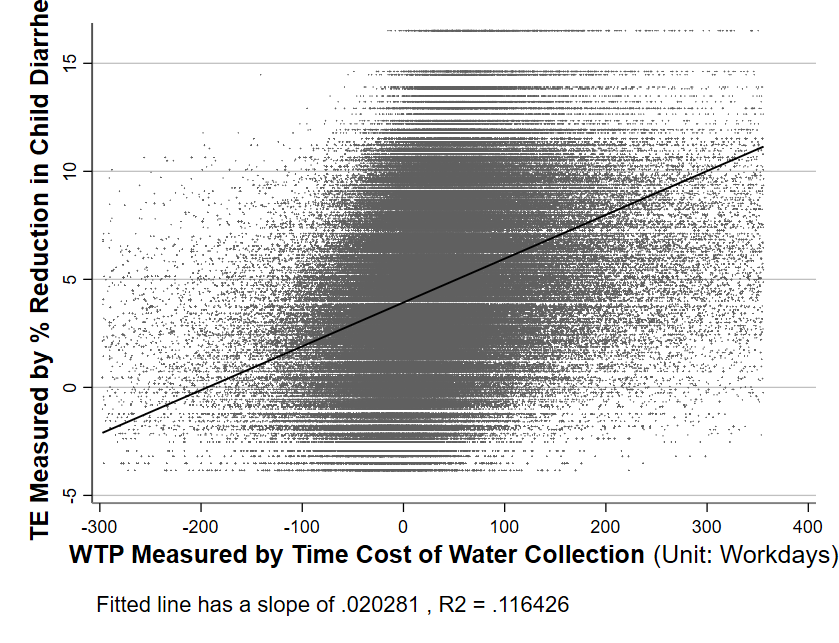 TE Measured by % Reduction in Child Diarrhe
15
10
5
0
-5
-300 -200 -100 0 100 200 300 400
WTP Measured by Time Cost of Water Collection (Unit: Workdays)
Fitted line has a slope of .020281 , R2 = .116426